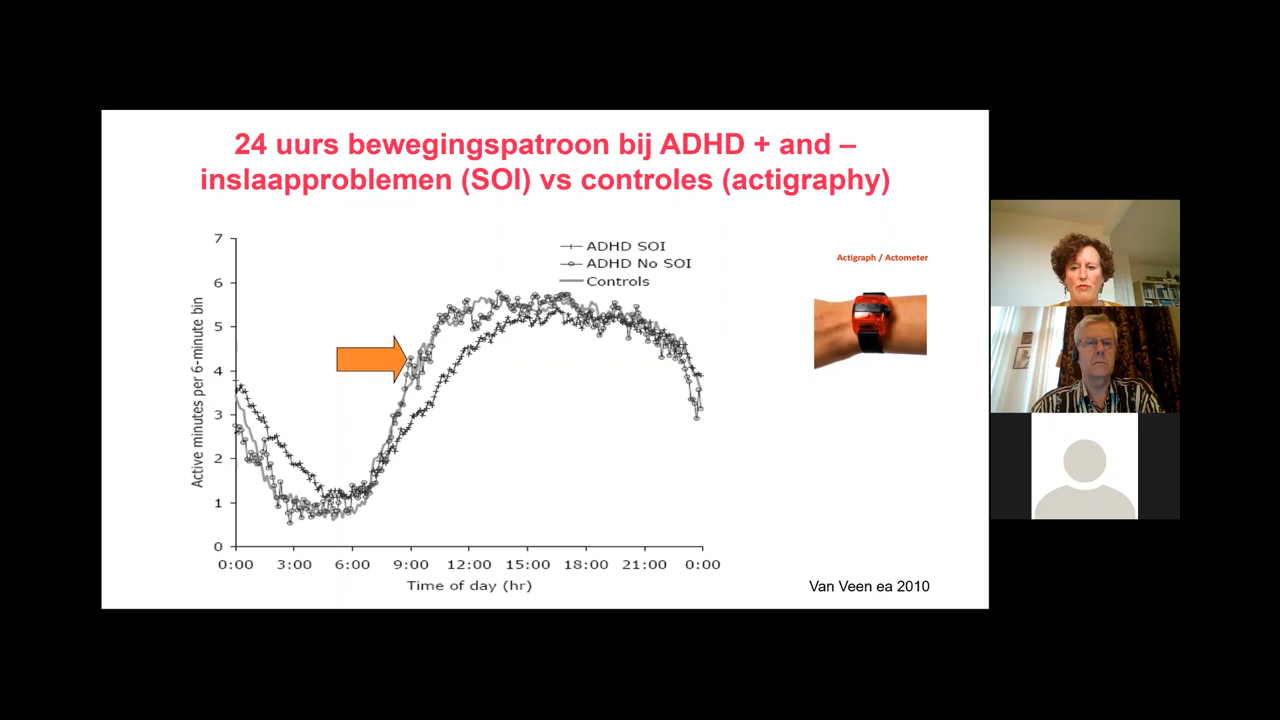 24 uurs bewegingspatroon bij ADHD + and –
inslaapproblemen (SOI) vs controles (actigraphy)
7
6
5
4
3
2
1
0
Active minutes per 6-minute bin
ADHD SOI
ADHD No SOI
Controls
0:00 3:00 6:00 9:00 12:00 15:00 18:00 21:00 0:00
Time of day (hr)
Actigraph / Actometer
Van Veen ea 2010